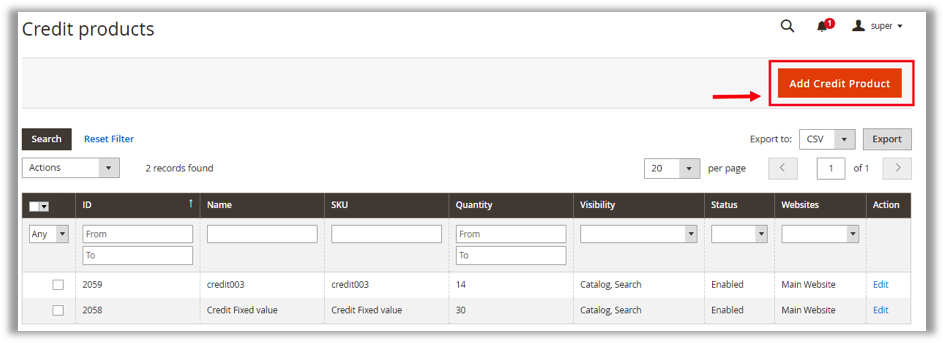 Credit products
1
super
Add Credit Product
Search
Reset Filter
Export to:
CSV
Export
Actions
2 records found
20
per page
1
of 1
ID
Name
SKU
Quantity
Visibility
Status
Websites
Action
Any
From
From
To
To
2059
credit003
credit003
14
Catalog, Search
Enabled
Main Website
Edit
2058
Credit Fixed value
Credit Fixed value
30
Catalog, Search
Enabled
Main Website
Edit